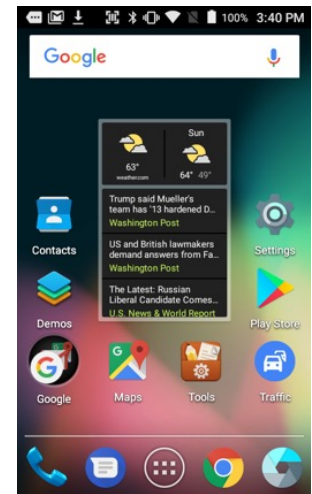 100% 3:40 PM
Google
Sun
63°
weather.com
64° 49°
Trump said Mueller's
team has '13 hardened D...
Washington Post
US and British lawmakers
demand answers from Fa...
Washington Post
The Latest: Russian
Liberal Candidate Comes...
U.S. News & World Report
Contacts
Settings
Demos
Play Store
G
G
Google
Maps
Tools
Traffic